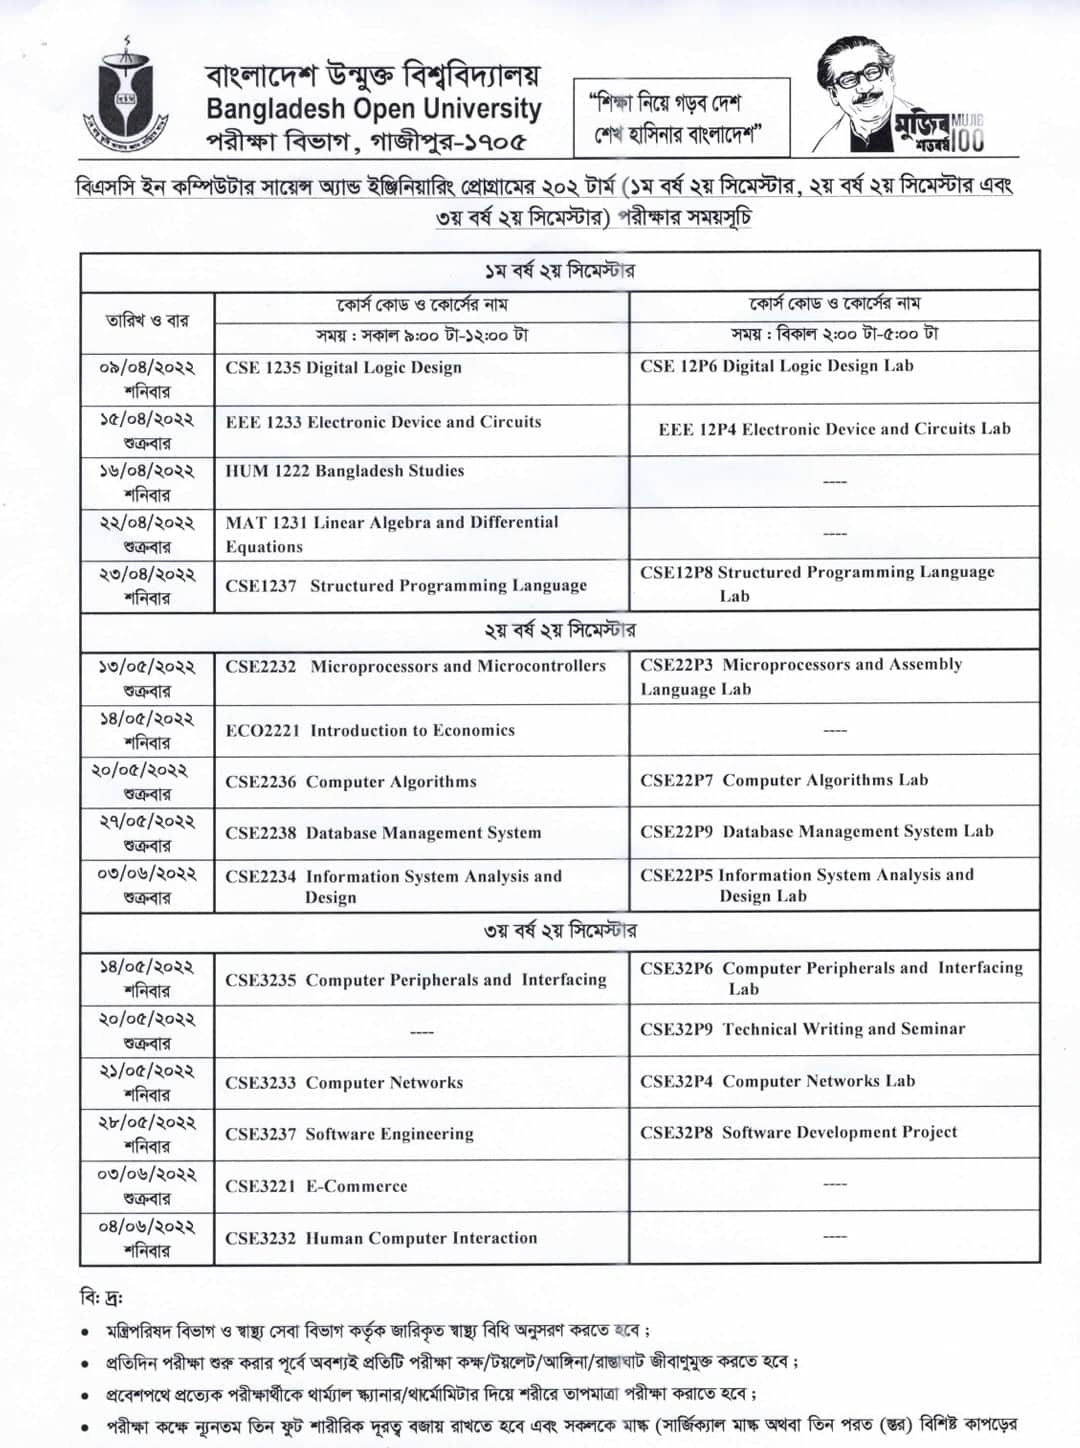 বাংলাদেশ উন্মুক্ত বিশ্ববিদ্যালয়
Bangladesh Open University
পরীক্ষা বিভাগ, গাজীপুর-১৭০৫
“শিক্ষা নিয়ে গড়ব দেশ
শেখ হাসিনার বাংলাদেশ”
মুজিব MUJIB
শতবর্ষ 100
বিএসসি ইন কম্পিউটার সায়েন্স অ্যান্ড ইঞ্জিনিয়ারিং প্রোগ্রামের ২০২ টার্ম (১ম বর্ষ ২য় সিমেস্টার, ২য় বর্ষ ২য় সিমেস্টার এবং
৩য় বর্ষ ২য় সিমেস্টার) পরীক্ষার সময়সূচি
১ম বর্ষ ২য় সিমেস্টার
তারিখ ও বার
কোর্স কোড ও কোর্সের নাম
কোর্স কোড ও কোর্সের নাম
সময় : সকাল ৯:০০ টা-১২:০০ টা
সময় : বিকাল ২:০০ টা-৫:০০ টা
০৯/০৪/২০২২
শনিবার
CSE 1235 Digital Logic Design
CSE 12P6 Digital Logic Design Lab
১৫/০৪/২০২২
শুক্রবার
EEE 1233 Electronic Device and Circuits
EEE 12P4 Electronic Device and Circuits Lab
১৬/০৪/২০২২
শনিবার
HUM 1222 Bangladesh Studies
----
২২/০৪/২০২২
শুক্রবার
MAT 1231 Linear Algebra and Differential
Equations
----
২৩/০৪/২০২২
শনিবার
CSE1237 Structured Programming Language
CSE12P8 Structured Programming Language
Lab
২য় বর্ষ ২য় সিমেস্টার
১৩/০৫/২০২২
শুক্রবার
CSE2232 Microprocessors and Microcontrollers
CSE22P3 Microprocessors and Assembly
Language Lab
১৪/০৫/২০২২
শনিবার
ECO2221 Introduction to Economics
----
২০/০৫/২০২২
শুক্রবার
CSE2236 Computer Algorithms
CSE22P7 Computer Algorithms Lab
২৭/০৫/২০২২
শুক্রবার
CSE2238 Database Management System
CSE22P9 Database Management System Lab
০৩/০৬/২০২২
শুক্রবার
CSE2234 Information System Analysis and
Design
CSE22P5 Information System Analysis and
Design Lab
৩য় বর্ষ ২য় সিমেস্টার
১৪/০৫/২০২২
শনিবার
CSE3235 Computer Peripherals and Interfacing
CSE32P6 Computer Peripherals and Interfacing
Lab
২০/০৫/২০২২
শুক্রবার
----
CSE32P9 Technical Writing and Seminar
২১/০৫/২০২২
শনিবার
CSE3233 Computer Networks
CSE32P4 Computer Networks Lab
২৮/০৫/২০২২
শনিবার
CSE3237 Software Engineering
CSE32P8 Software Development Project
০৩/০৬/২০২২
শুক্রবার
CSE3221 E-Commerce
----
০৪/০৬/২০২২
শনিবার
CSE3232 Human Computer Interaction
----
বি: দ্র:
• মন্ত্রিপরিষদ বিভাগ ও স্বাস্থ্য সেবা বিভাগ কর্তৃক জারিকৃত স্বাস্থ্য বিধি অনুসরণ করতে হবে ;
• প্রতিদিন পরীক্ষা শুরু করার পূর্বে অবশ্যই প্রতিটি পরীক্ষা কক্ষ/টয়লেট/আঙ্গিনা/রাস্তাঘাট জীবাণুমুক্ত করতে হবে ;
• প্রবেশপথে প্রত্যেক পরীক্ষার্থীকে থার্ম্যাল স্ক্যানার/থার্মোমিটার দিয়ে শরীরে তাপমাত্রা পরীক্ষা করাতে হবে ;
• পরীক্ষা কক্ষে ন্যূনতম তিন ফুট শারীরিক দূরত্ব বজায় রাখতে হবে এবং সকলকে মাস্ক (সার্জিক্যাল মাস্ক অথবা তিন পরত (স্তর) বিশিষ্ট কাপড়ের